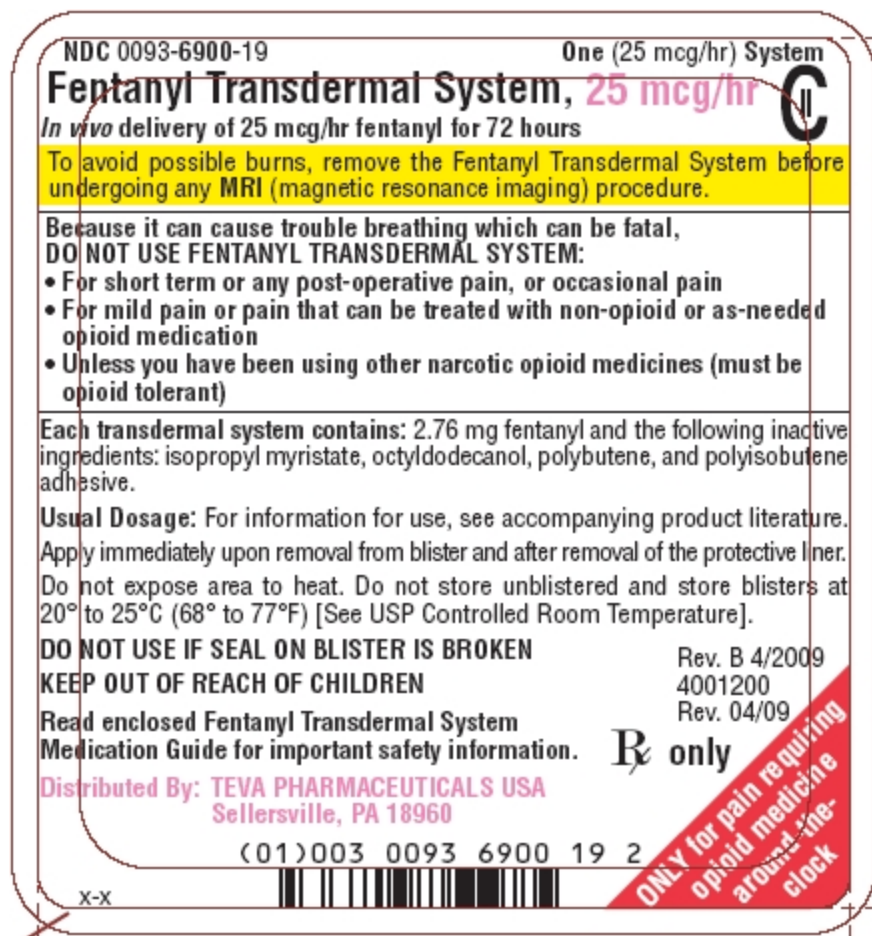 NDC 0093-6900-19 One (25 mcg/hr) System
Fentanyl Transdermal System, 25 mcg/hr CII
In vivo delivery of 25 mcg/hr fentanyl for 72 hours
To avoid possible burns, remove the Fentanyl Transdermal System before
undergoing any MRI (magnetic resonance imaging) procedure.
Because it can cause trouble breathing which can be fatal,
DO NOT USE FENTANYL TRANSDERMAL SYSTEM:
• For short term or any post-operative pain, or occasional pain
• For mild pain or pain that can be treated with non-opioid or as-needed
opioid medication
• Unless you have been using other narcotic opioid medicines (must be
opioid tolerant)
Each transdermal system contains: 2.76 mg fentanyl and the following inactive
ingredients: isopropyl myristate, octyldodecanol, polybutene, and polyisobutene
adhesive.
Usual Dosage: For information for use, see accompanying product literature.
Apply immediately upon removal from blister and after removal of the protective liner.
Do not expose area to heat. Do not store unblistered and store blisters at
20° to 25°C (68° to 77°F) [See USP Controlled Room Temperature].
DO NOT USE IF SEAL ON BLISTER IS BROKEN
KEEP OUT OF REACH OF CHILDREN
Rev. B 4/2009
4001200
Rev. 04/09
Read enclosed Fentanyl Transdermal System
Medication Guide for important safety information.
Rx only
Distributed By: TEVA PHARMACEUTICALS USA
Sellersville, PA 18960
ONLY for pain requiring
opioid medicine
around-the-
clock
(01)003 0093 6900 19 2
x-x